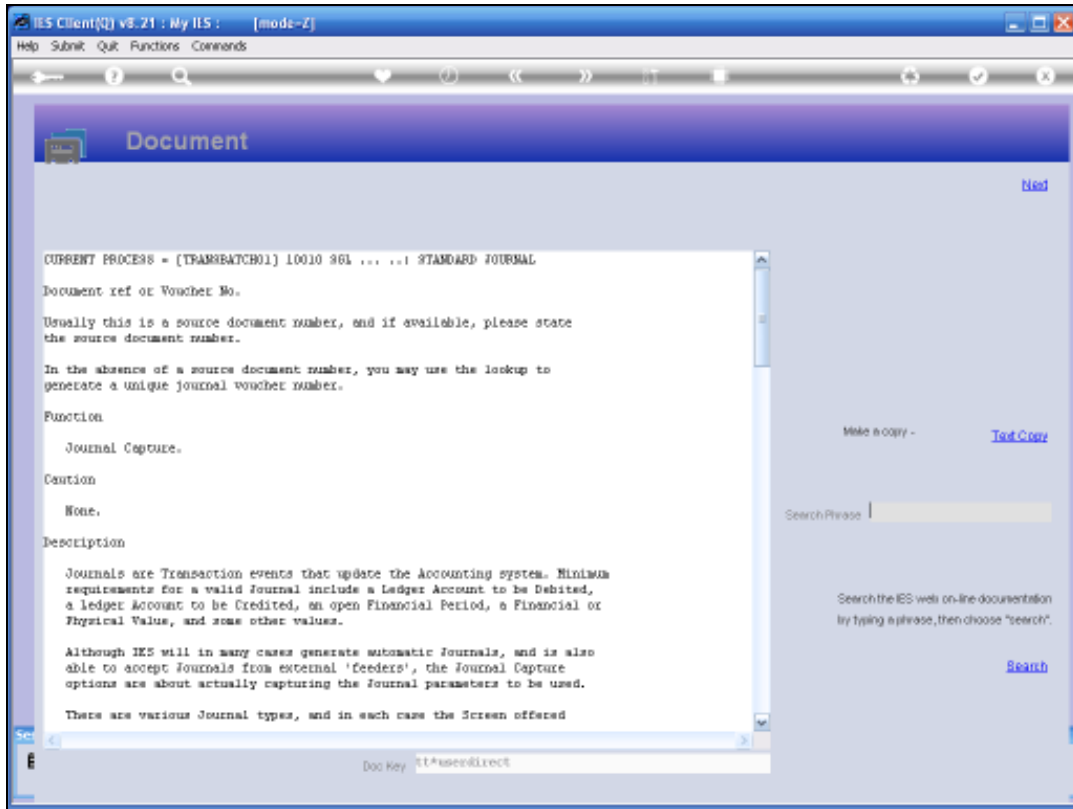 IES Client(Q) v8.21 : My IES : [mode-Z]
Help Submit Quit Functions Commands
Document
Next
CURRENT PROCESS = [TRANSBATCH01] 10010 S61 ... ..: STANDARD JOURNAL
Document ref or Voucher No.
Usually this is a source document number, and if available, please state
the source document number.
In the absence of a source document number, you may use the lookup to
generate a unique journal voucher number.
Function
Journal Capture.
Make a copy -
Text Copy
Caution
None.
Search Phrase
Description
Journals are Transaction events that update the Accounting system. Minimum
requirements for a valid Journal include a Ledger Account to be Debited,
a ledger Account to be Credited, an open Financial Period, a Financial or
Physical Value, and some other values.
Search the IES web on-line documentation
by typing a phrase, then choose "search".
Although IES will in many cases generate automatic Journals, and is also
able to accept Journals from external 'feeders', the Journal Capture
options are about actually capturing the Journal parameters to be used.
Search
There are various Journal types, and in each case the Screen offered
Doc Key tt*userdirect